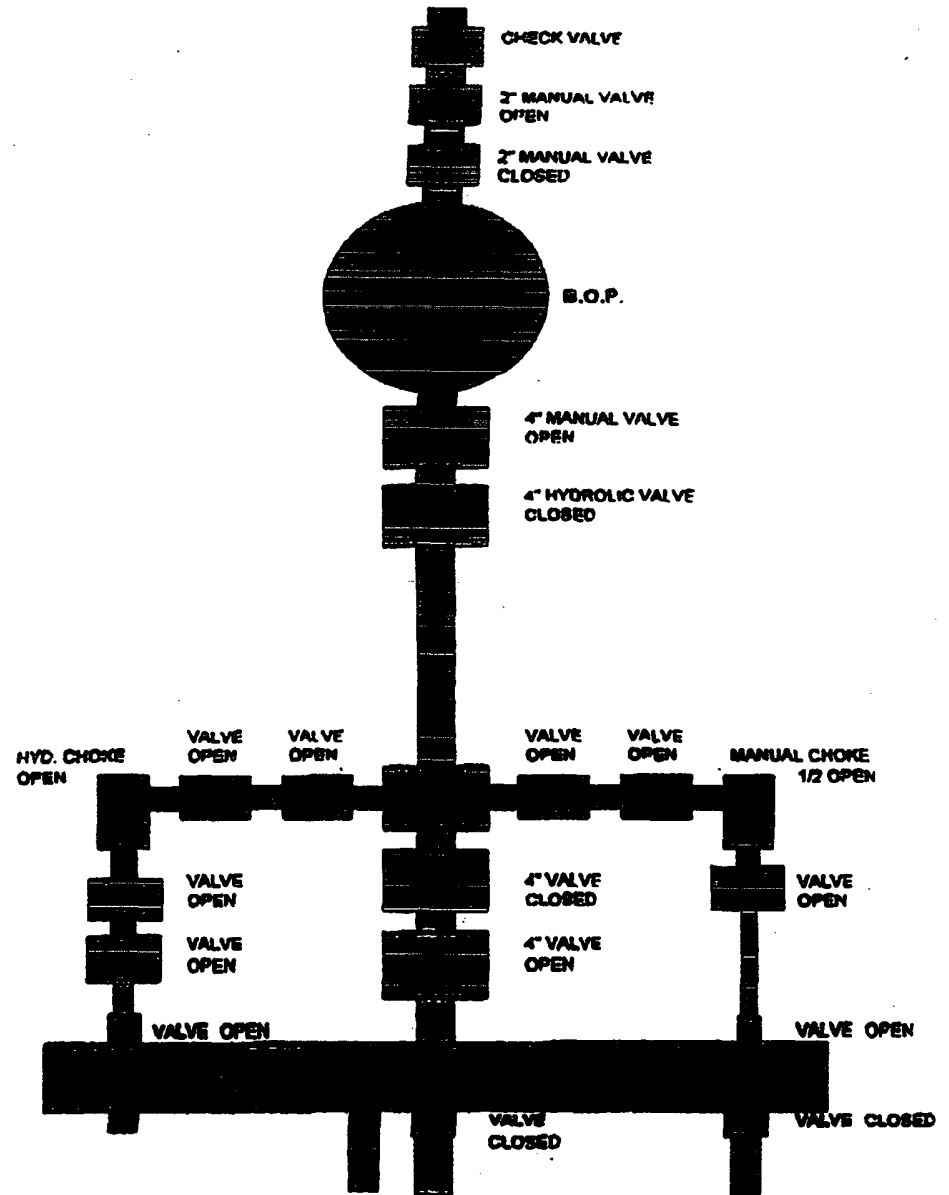 CHECK VALVE
2" MANUAL VALVE
OPEN
2" MANUAL VALVE
CLOSED
B.O.P.
4" MANUAL VALVE
OPEN
4" HYDROLIC VALVE
CLOSED
HYD. CHOKE
OPEN
VALVE
OPEN
VALVE
OPEN
VALVE
OPEN
VALVE
OPEN
MANUAL CHOKE
1/2 OPEN
VALVE
OPEN
4" VALVE
CLOSED
VALVE
OPEN
VALVE
OPEN
4" VALVE
OPEN
VALVE OPEN
VALVE OPEN
VALVE
CLOSED
VALVE CLOSED